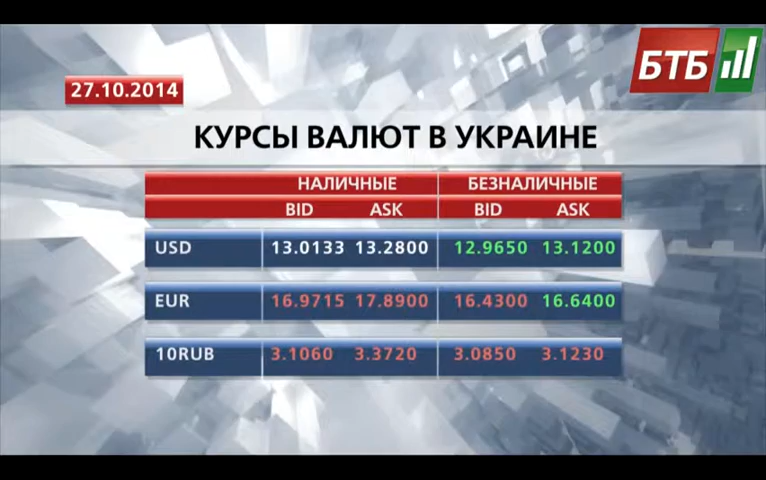 БТБ
27.10.2014
КУРСЫ ВАЛЮТ В УКРАИНЕ
НАЛИЧНЫЕ БЕЗНАЛИЧНЫЕ
BID ASK BID ASK
USD 13.0133 13.2800 12.9650 13.1200
EUR 16.9715 17.8900 16.4300 16.6400
10RUB 3.1060 3.3720 3.0850 3.1230